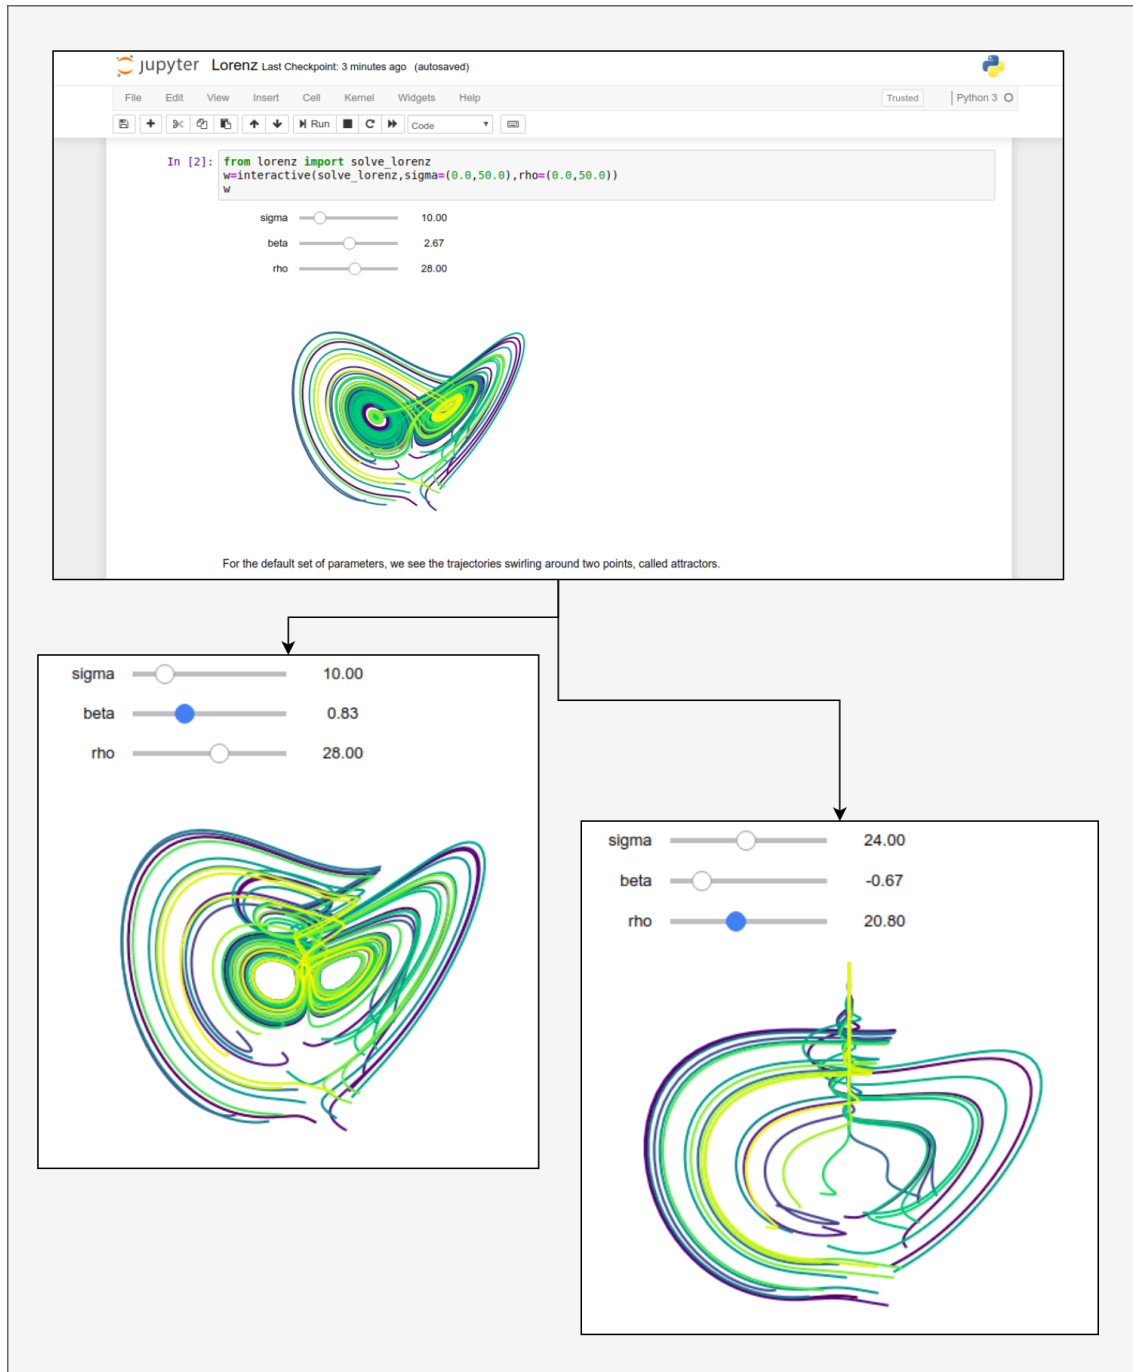 jupyter Lorenz Last Checkpoint: 3 minutes ago (autosaved)
File Edit View Insert Cell Kernel Widgets Help Trusted Python 3
Run Code
In [2]: from lorenz import solve_lorenz
w=interactive(solve_lorenz,sigma=(0.0,50.0),rho=(0.0,50.0))
w
sigma 10.00
beta 2.67
rho 28.00
For the default set of parameters, we see the trajectories swirling around two points, called attractors.
sigma 10.00
beta 0.83
rho 28.00
sigma 24.00
beta -0.67
rho 20.80